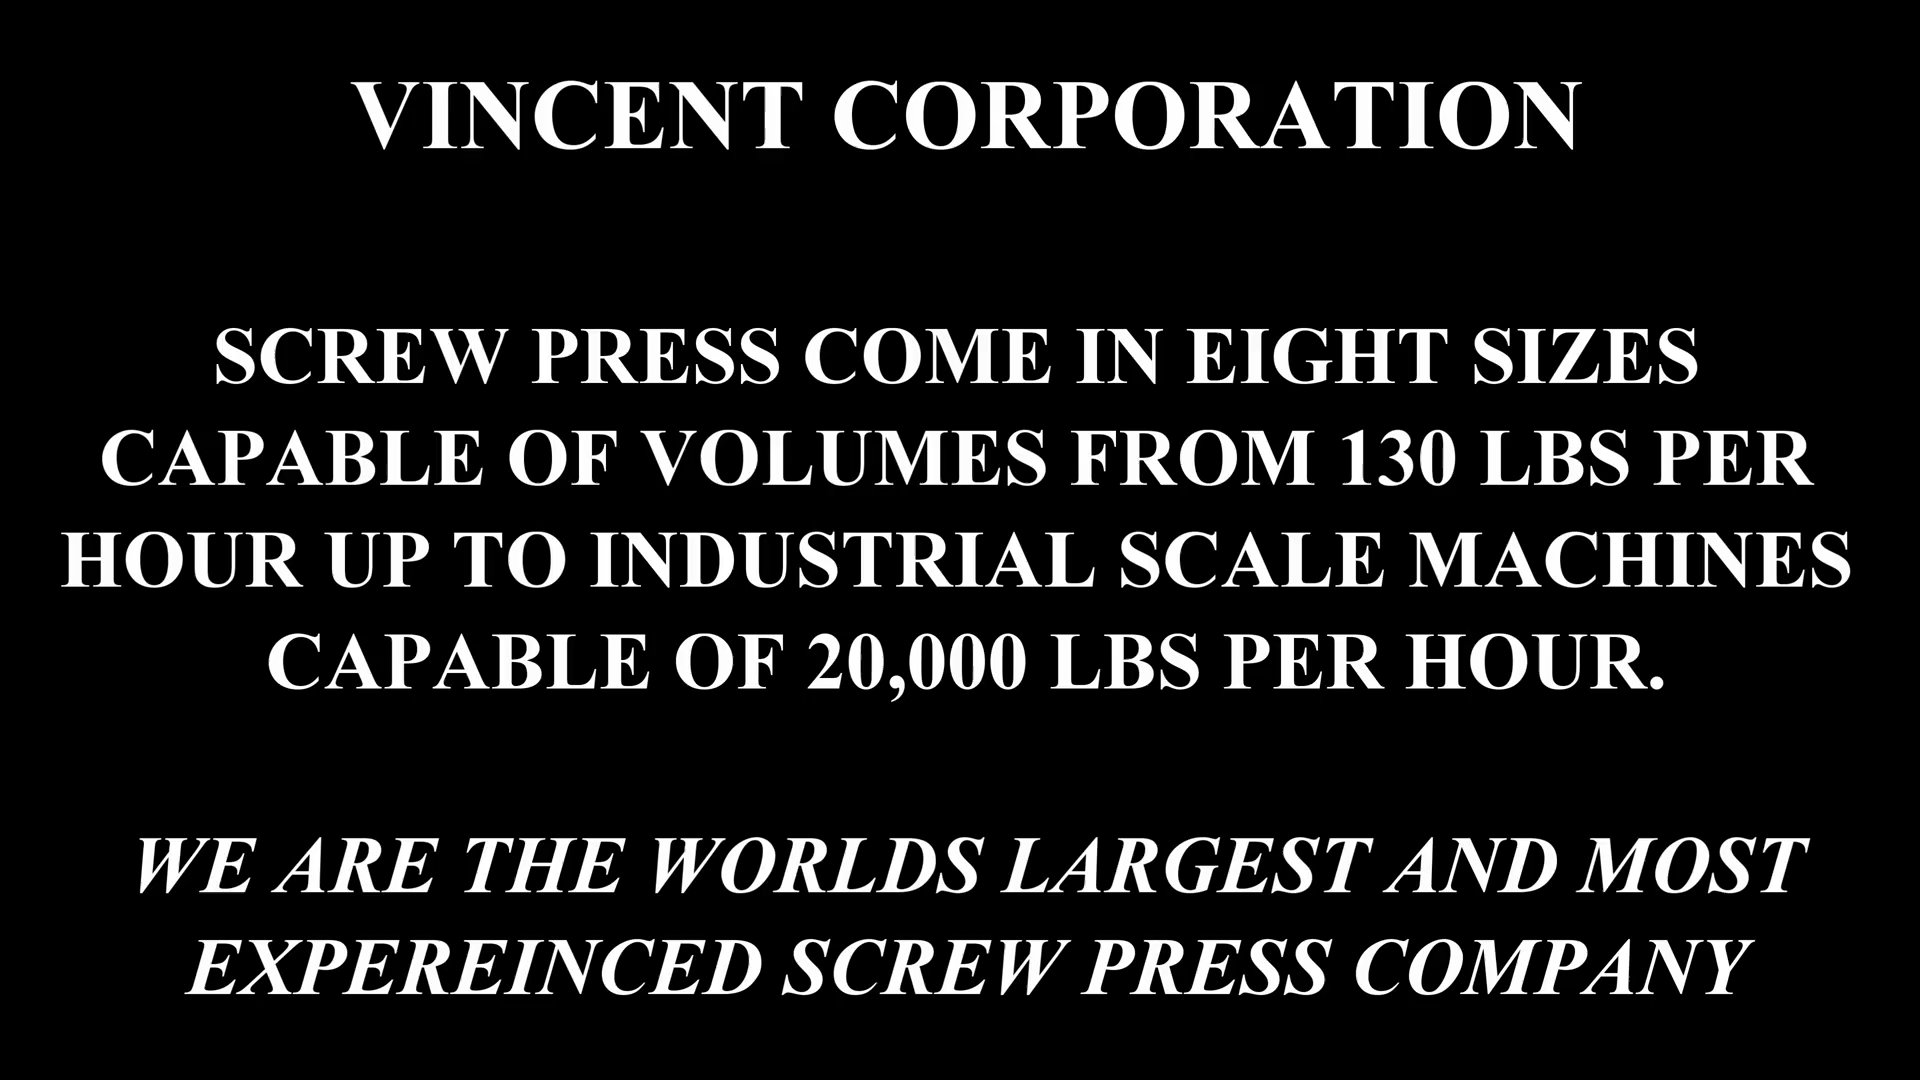 VINCENT CORPORATION
SCREW PRESS COME IN EIGHT SIZES
CAPABLE OF VOLUMES FROM 130 LBS PER
HOUR UP TO INDUSTRIAL SCALE MACHINES
CAPABLE OF 20,000 LBS PER HOUR.
WE ARE THE WORLDS LARGEST AND MOST
EXPEREINCED SCREW PRESS COMPANY